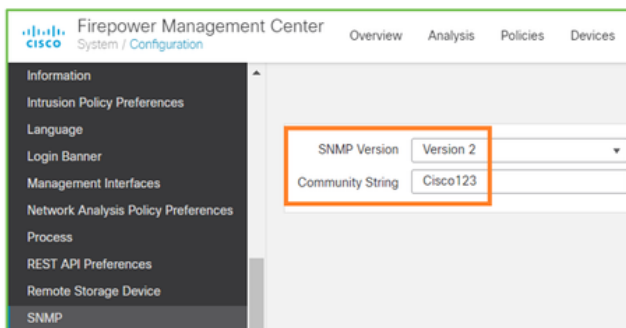 Firepower Management Center
CISCO
System / Configuration
Overview
Analysis
Policies
Devices
Information
Intrusion Policy Preferences
Language
Login Banner
Management Interfaces
Network Analysis Policy Preferences
Process
REST API Preferences
Remote Storage Device
SNMP
SNMP Version
Version 2
Community String
Cisco123